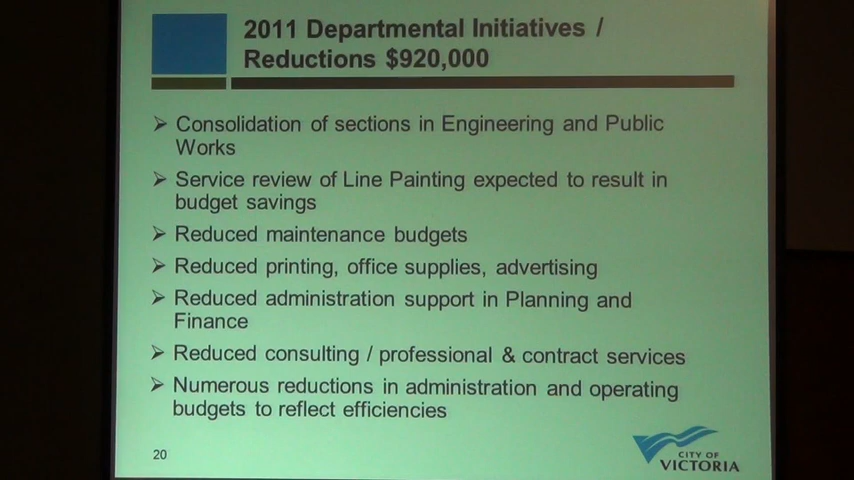 2011 Departmental Initiatives /
Reductions $920,000
➢ Consolidation of sections in Engineering and Public
Works
➢ Service review of Line Painting expected to result in
budget savings
➢ Reduced maintenance budgets
➢ Reduced printing, office supplies, advertising
➢ Reduced administration support in Planning and
Finance
➢ Reduced consulting / professional & contract services
➢ Numerous reductions in administration and operating
budgets to reflect efficiencies
20
CITY OF
VICTORIA